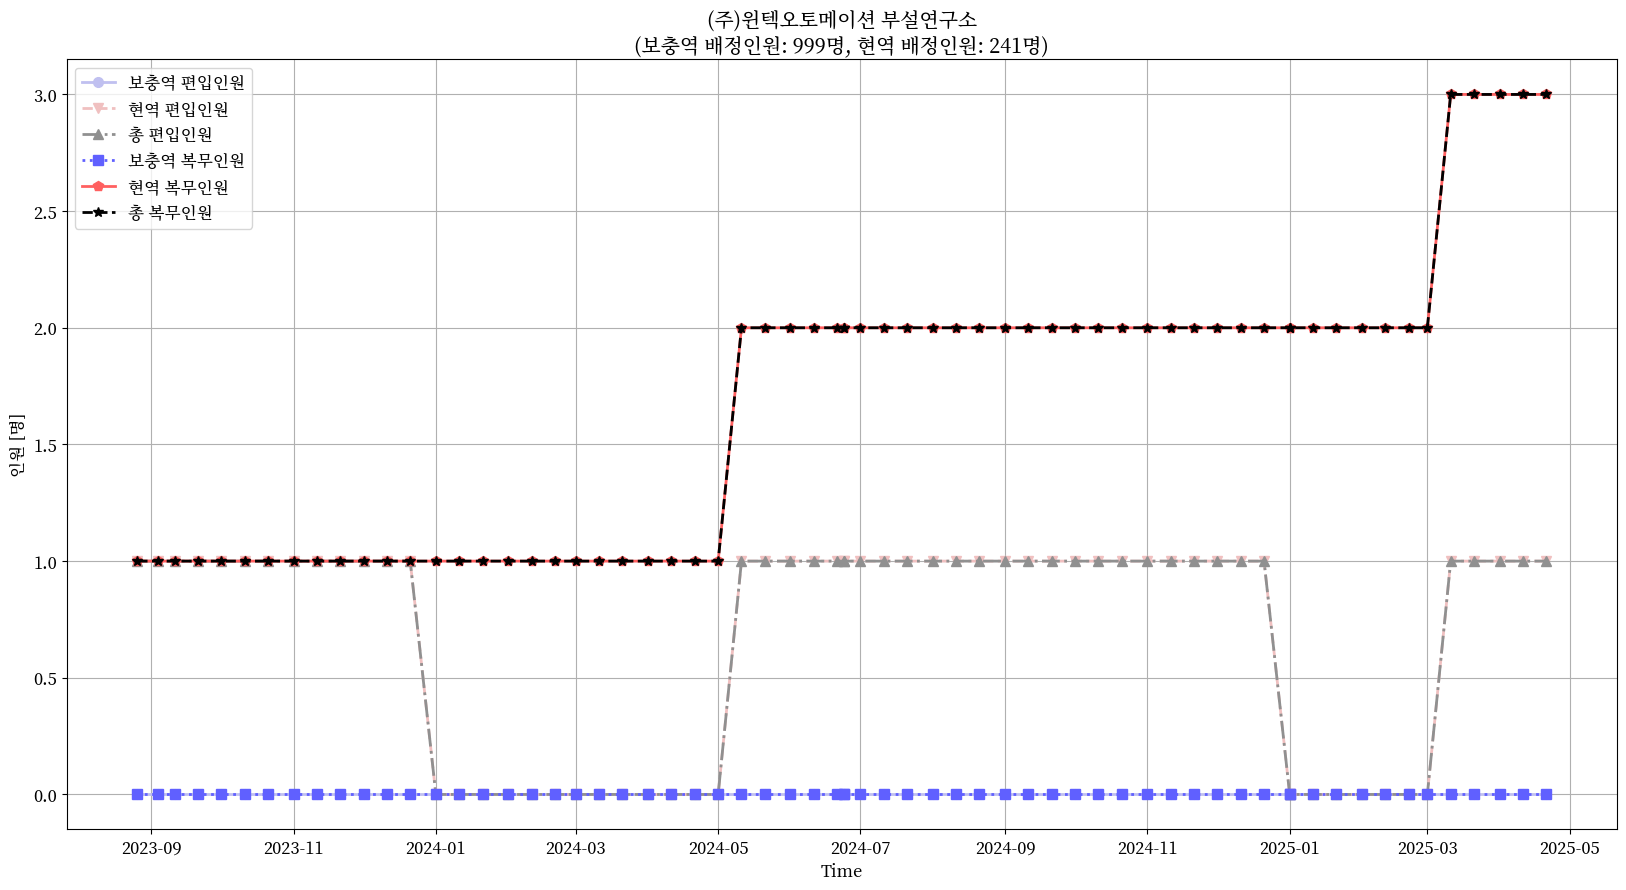 (주)윈텍오토메이션 부설연구소
(보충역 배정인원: 999명, 현역 배정인원: 241명)
보충역 편입인원
현역 편입인원
총 편입인원
보충역 복무인원
현역 복무인원
총 복무인원
인원 [명]
3.0
2.5
2.0
1.5
1.0
0.5
0.0
2023-09
2023-11
2024-01
2024-03
2024-05
2024-07
2024-09
2024-11
2025-01
2025-03
2025-05
Time